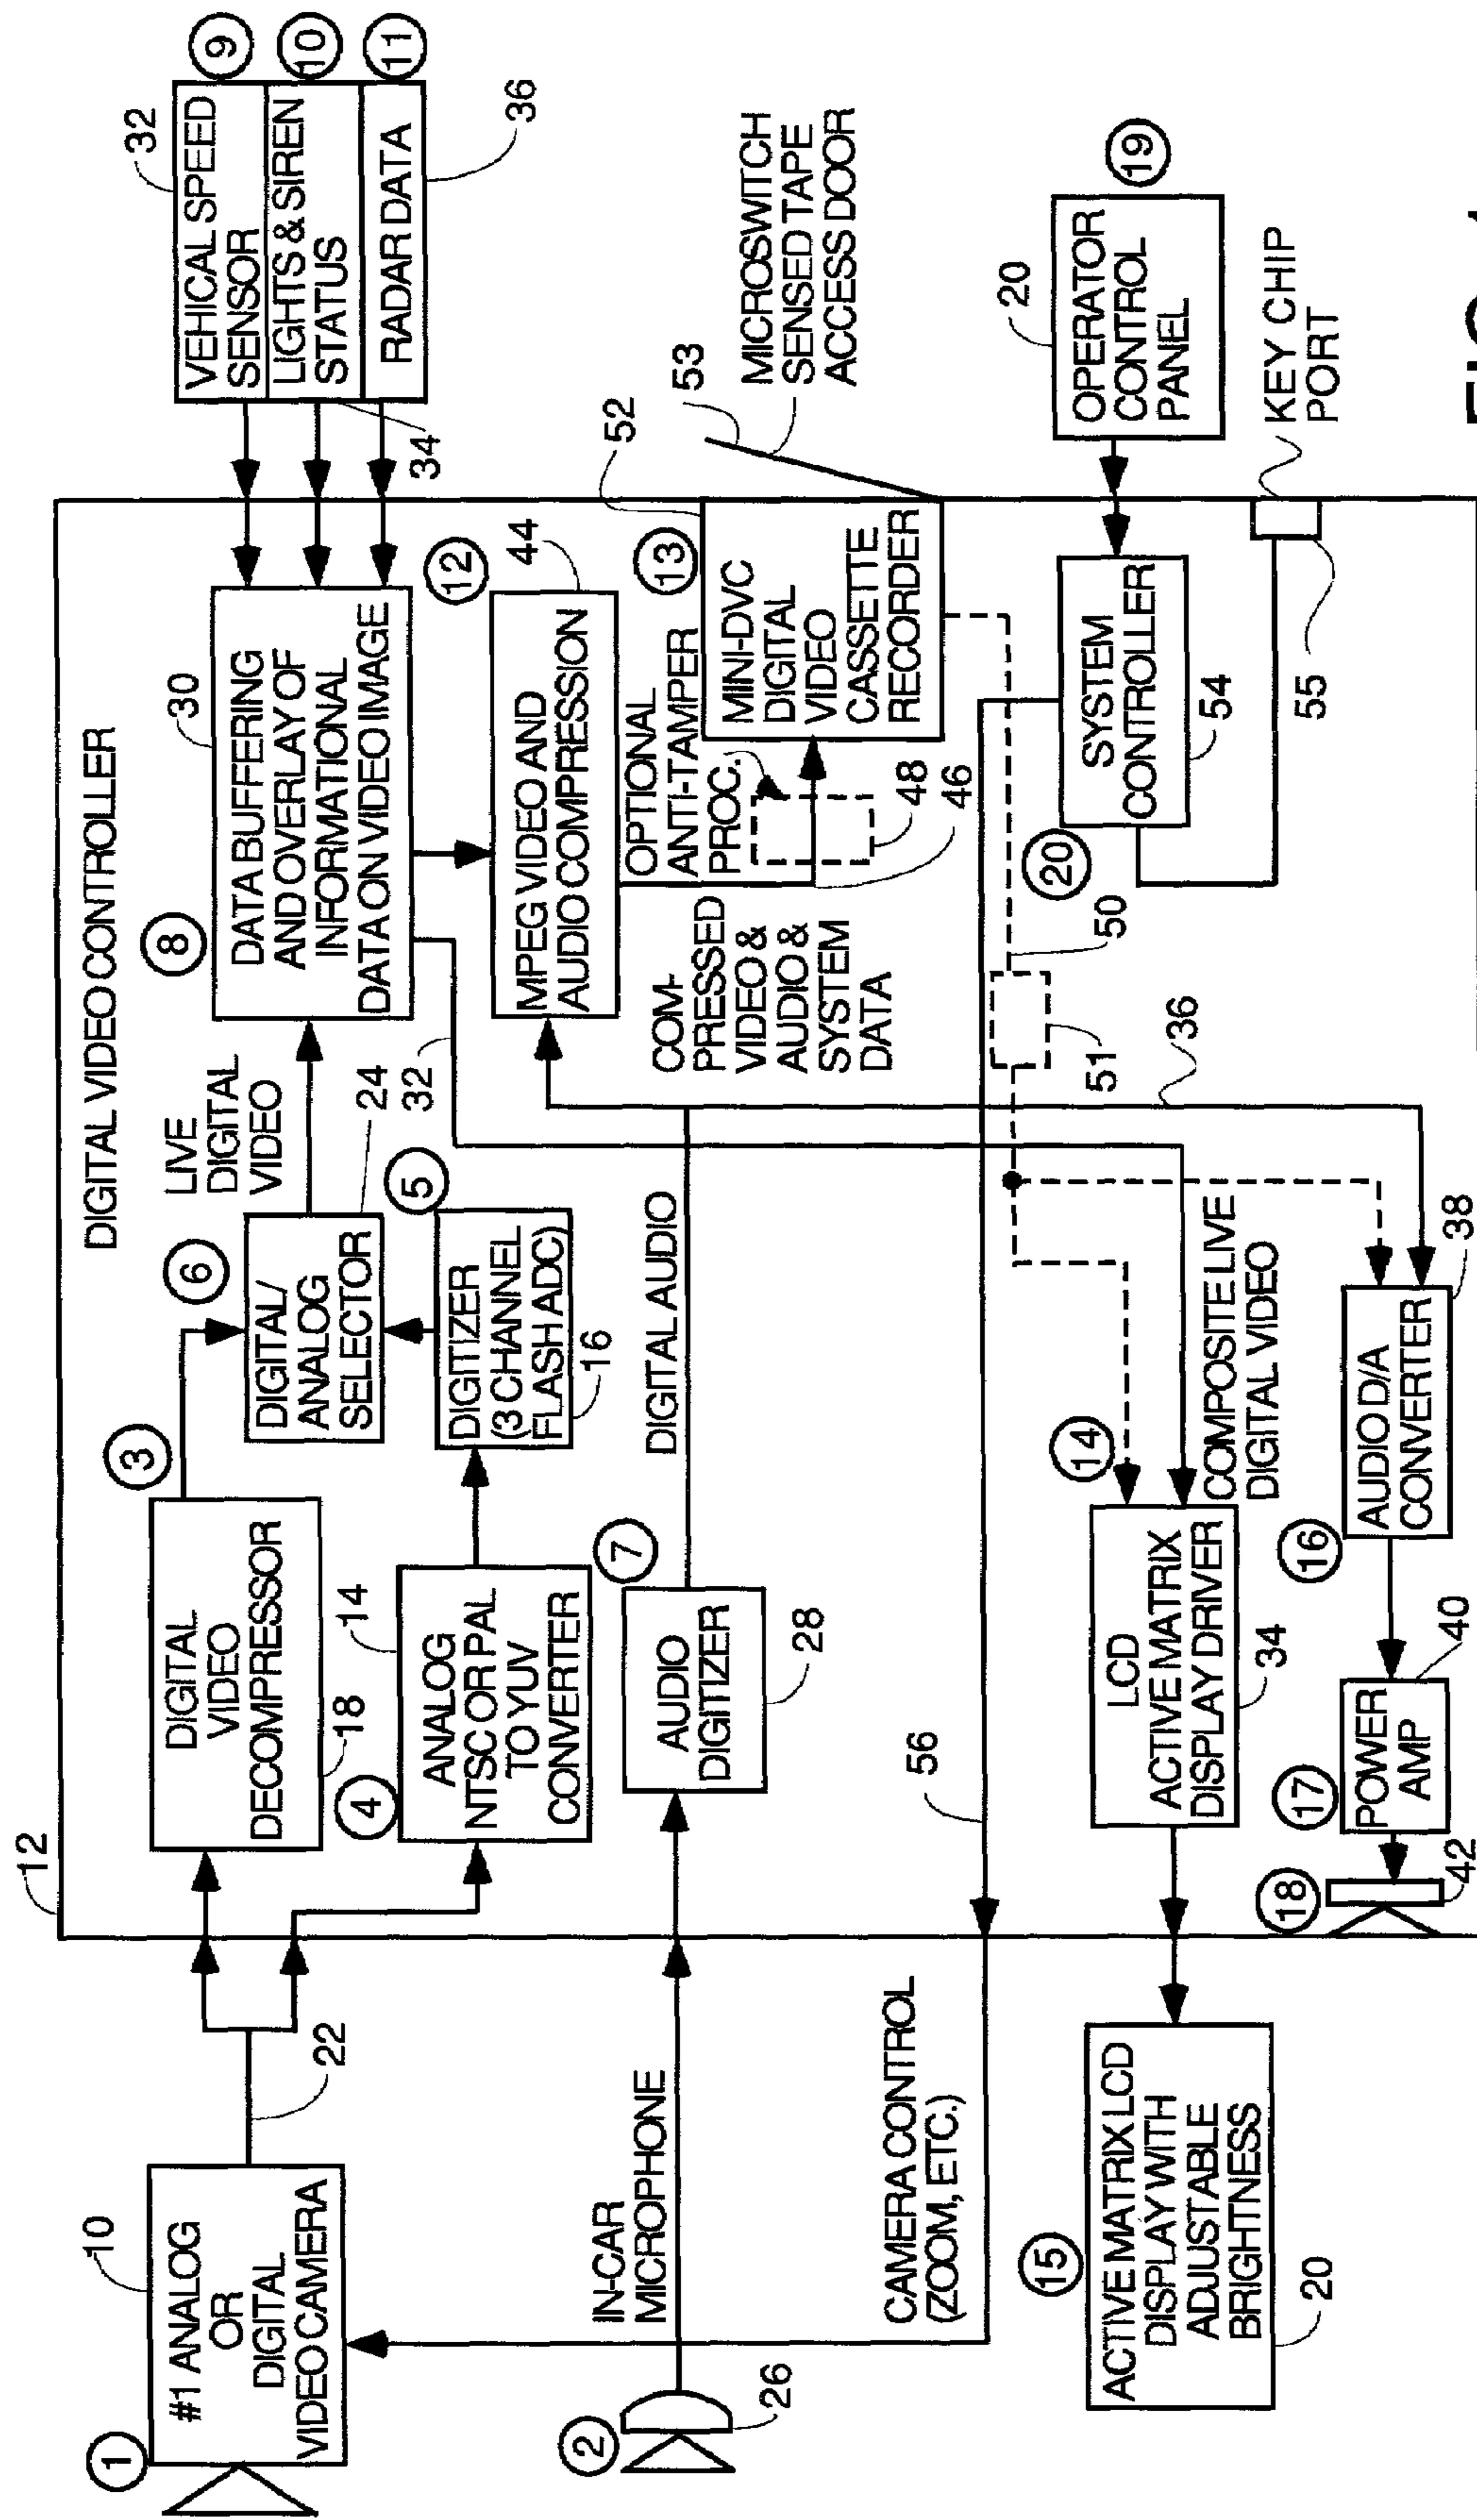 12
DIGITAL VIDEO CONTROLLER
1
10
#1 ANALOG
OR
DIGITAL
VIDEO CAMERA
22
3
DIGITAL
VIDEO
DECOMPRESSOR
18
4
14
ANALOG
NTSC OR PAL
TO YUV
CONVERTER
5
DIGITIZER
(3 CHANNEL
FLASH ADC)
16
6
DIGITAL/
ANALOG
SELECTOR
24
LIVE
DIGITAL
VIDEO
8
30
DATA BUFFERING
AND OVERLAY OF
INFORMATIONAL
DATA ON VIDEO IMAGE
32
32
VEHICAL SPEED
SENSOR
9
LIGHTS & SIREN
STATUS
10
RADAR DATA
11
34
36
12
44
MPEG VIDEO AND
AUDIO COMPRESSION
2
26
IN-CAR
MICROPHONE
7
AUDIO
DIGITIZER
28
DIGITAL AUDIO
COM-
PRESSED
VIDEO &
AUDIO &
SYSTEM
DATA
OPTIONAL
ANTI-TAMPER
PROC.
48
46
13
52
MINI-DVC
DIGITAL
VIDEO
CASSETTE
RECORDER
53
MICROSWITCH
SENSED TAPE
ACCESS DOOR
CAMERA CONTROL
(ZOOM, ETC.)
56
50
51
36
20
SYSTEM
CONTROLLER
54
20
OPERATOR
CONTROL
PANEL
19
55
KEY CHIP
PORT
15
ACTIVE MATRIX LCD
DISPLAY WITH
ADJUSTABLE
BRIGHTNESS
20
14
LCD
ACTIVE MATRIX
DISPLAY DRIVER
34
COMPOSITE LIVE
DIGITAL VIDEO
18
42
17
POWER
AMP
40
16
AUDIO D/A
CONVERTER
38